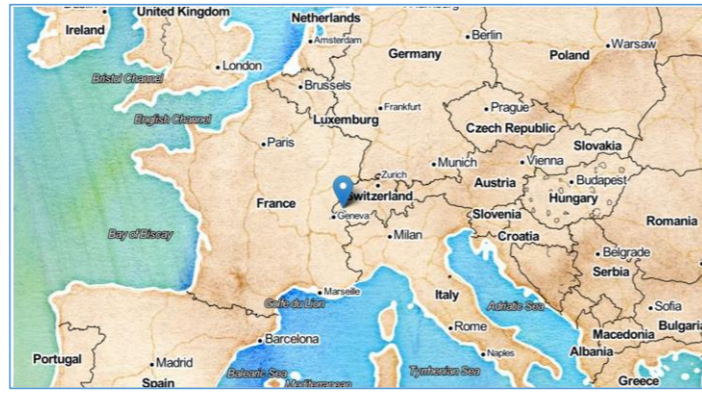 United Kingdom
Netherlands
Ireland
Amsterdam
Berlin
Warsaw
London
Germany
Poland
Bristol Channel
Brussels
Frankfurt
Prague
English Channel
Luxemburg
Czech Republic
Paris
Slovakia
Munich
Vienna
Zurich
Austria
Budapest
Switzerland
Hungary
France
Geneva
Slovenia
Romania
Bay of Biscay
Milan
Croatia
Belgrade
Serbia
Marseille
Golfe du Lion
Italy
Adriatic Sea
Sofia
Rome
Macedonia
Bulgaria
Barcelona
Portugal
Madrid
Naples
Albania
Balearic Sea
Tyrrhenian Sea
Spain
Mediterranean
Greece